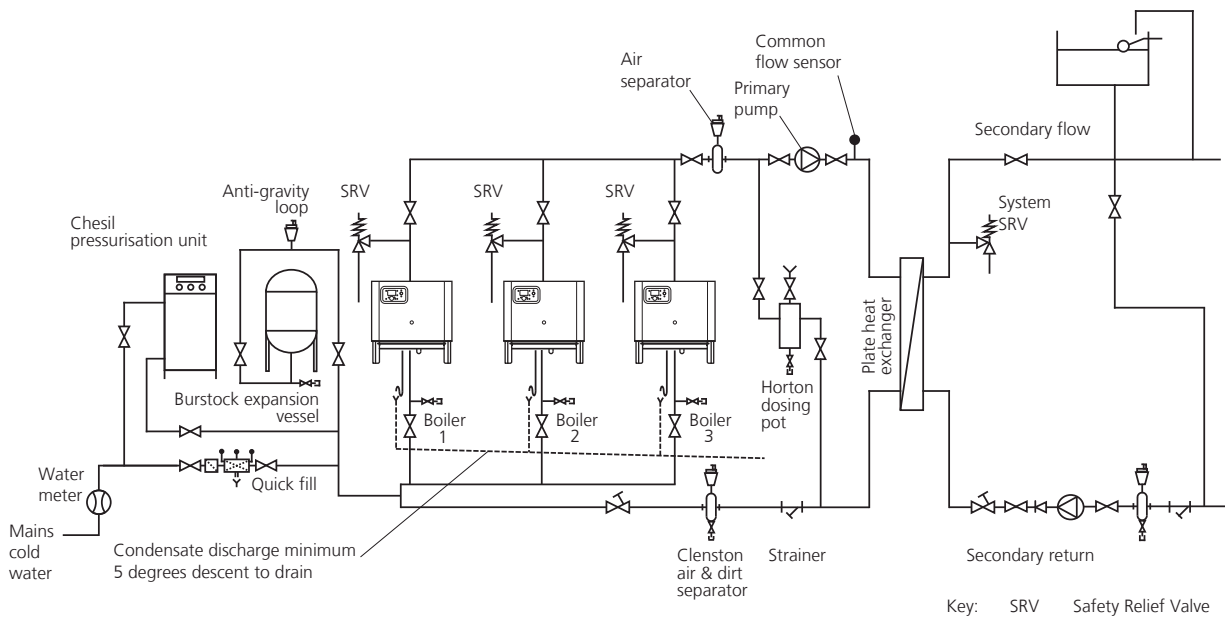 Air
separator
Common
flow sensor
Primary
pump
Secondary flow
SRV
SRV
SRV
Anti-gravity
loop
System
SRV
Chesil
pressurisation unit
Plate heat
exchanger
Burstock expansion
vessel
Horton
dosing
pot
Boiler
1
Boiler
2
Boiler
3
Water
meter
Quick fill
Mains
cold
water
Condensate discharge minimum
5 degrees descent to drain
Clenston
air & dirt
separator
Strainer
Secondary return
Key: SRV Safety Relief Valve